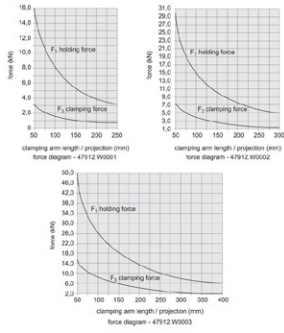 16,0
14,0
12,0
10,0
8,0
6,0
4,0
2,0
0
force (kN)
F1 holding force
F2 clamping force
50 100 150 200 250
clamping arm length / projection (mm)
force diagram - 47912.W0001
31,0
29,0
27,0
25,0
23,0
21,0
19,0
17,0
15,0
13,0
11,0
9,0
7,0
5,0
3,0
1,0
force (kN)
F1 holding force
F2 clamping force
50 100 150 200 250 300
clamping arm length / projection (mm)
force diagram - 47912.W0002
50,0
46,0
42,0
38,0
34,0
30,0
26,0
22,0
18,0
14,0
10,0
6,0
2,0
force (kN)
F1 holding force
F2 clamping force
50 100 150 200 250 300 350 400
clamping arm length / projection (mm)
force diagram - 47912.W0003